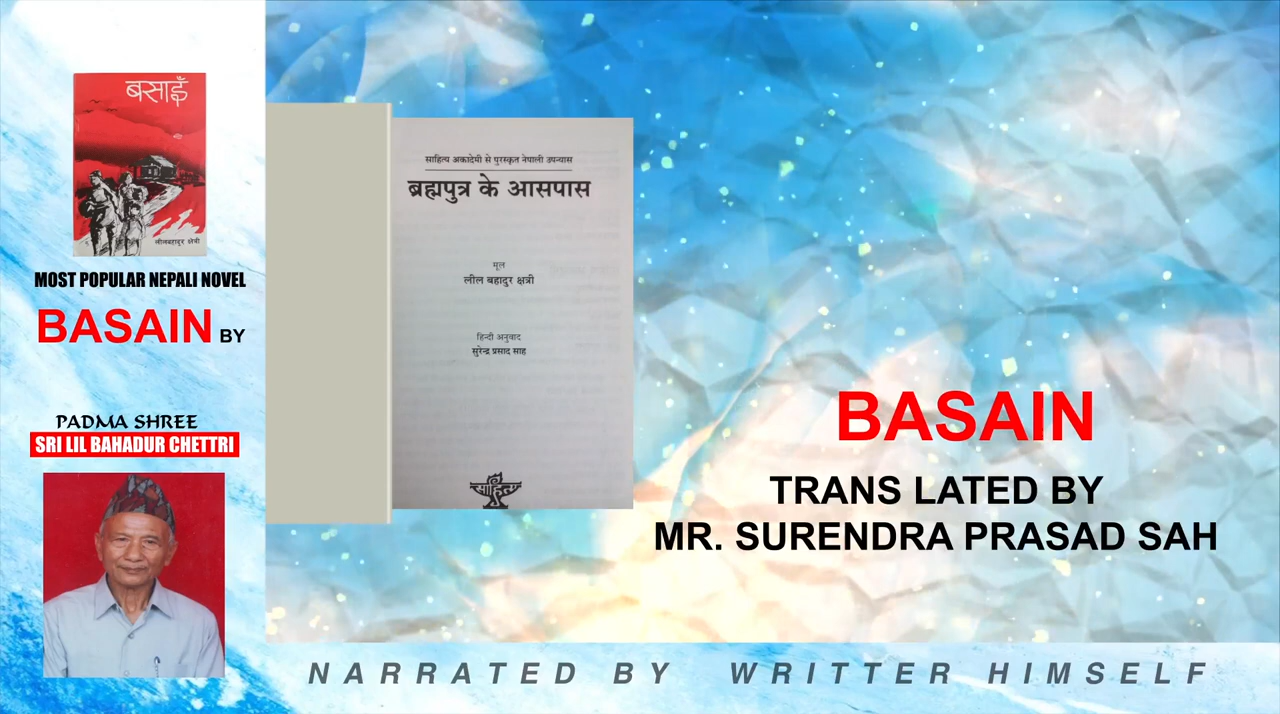 बसाइँ
लीलबहादुर क्षेत्री
MOST POPULAR NEPALI NOVEL
BASAIN BY
PADMA SHREE
SRI LIL BAHADUR CHETTRI
साहित्य अकादेमी से पुरस्कृत नेपाली उपन्यास
ब्रह्मपुत्र के आसपास
मूल
लील बहादुर क्षत्री
हिन्दी अनुवाद
सुरेन्द्र प्रसाद साह
साहित्य
BASAIN
TRANS LATED BY
MR. SURENDRA PRASAD SAH
NARRATED BY WRITTER HIMSELF